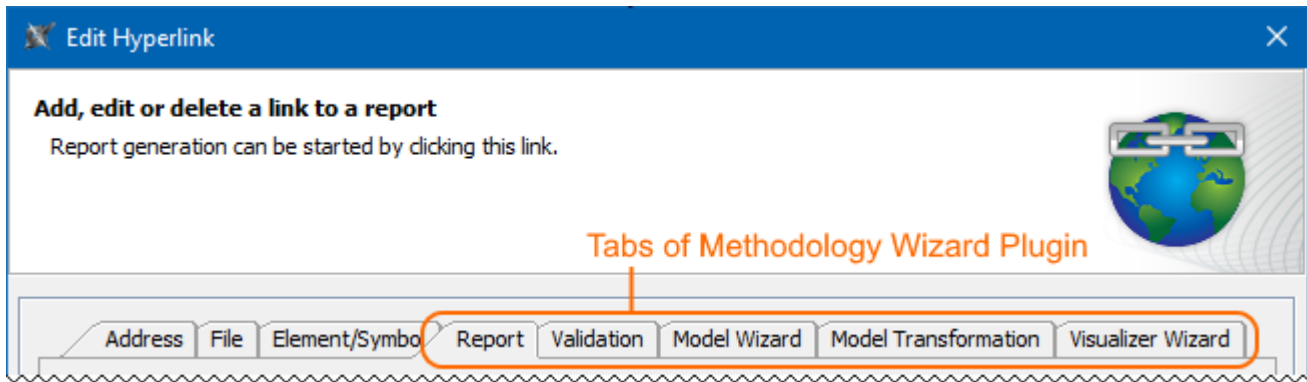 Edit Hyperlink
Add, edit or delete a link to a report
Report generation can be started by clicking this link.
Tabs of Methodology Wizard Plugin
Address File Element/Symbo Report Validation Model Wizard Model Transformation Visualizer Wizard